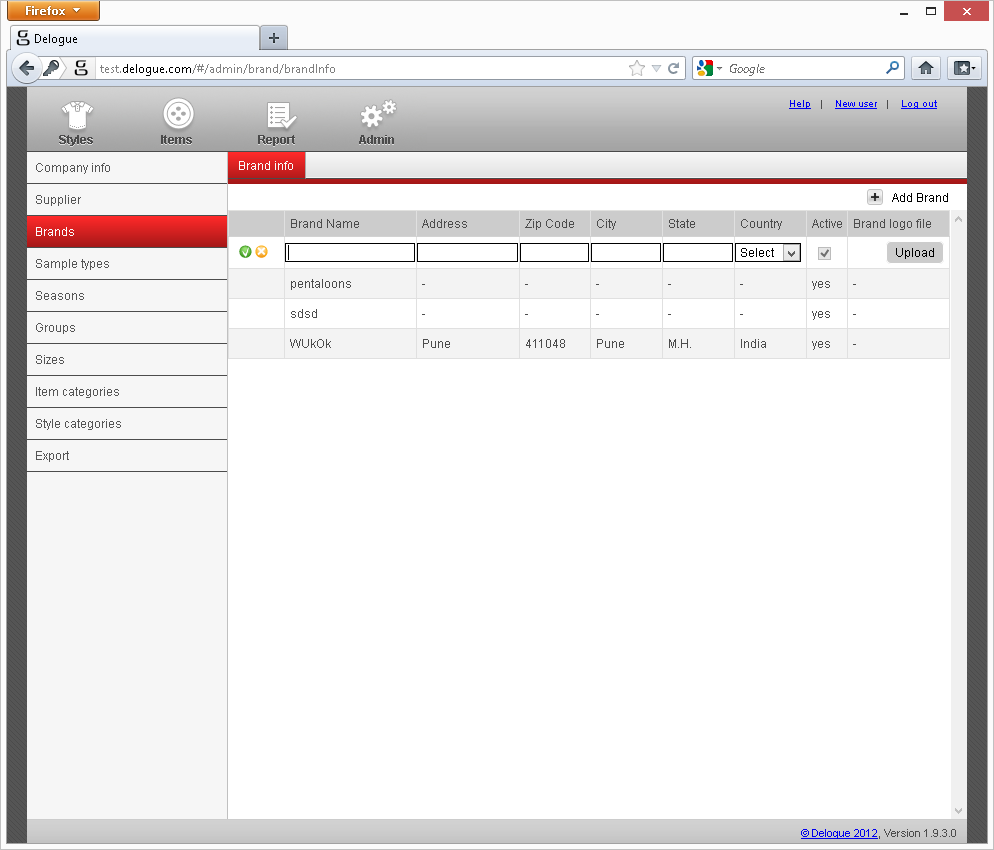 Firefox
Delogue
test.delogue.com/#/admin/brand/brandInfo
Google
Styles
Items
Report
Admin
Help | New user | Log out
Company info
Supplier
Brands
Sample types
Seasons
Groups
Sizes
Item categories
Style categories
Export
Brand info
Add Brand
Brand Name Address Zip Code City State Country Active Brand logo file
Select Upload
pentaloons - - - - - yes -
sdsd - - - - - yes -
WUkOk Pune 411048 Pune M.H. India yes -
© Delogue 2012, Version 1.9.3.0